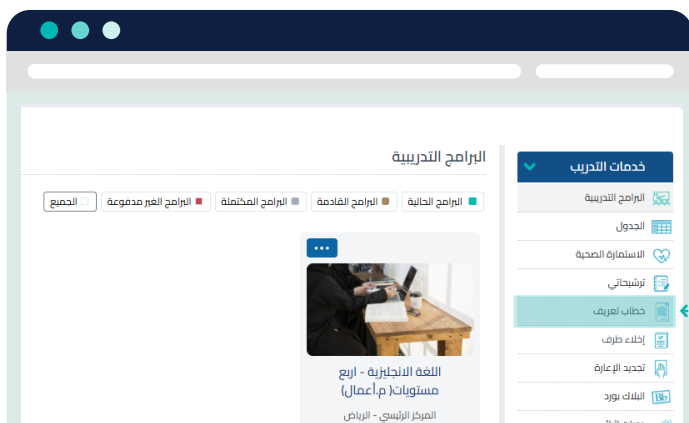 خدمات التدريب
البرامج التدريبية
الجدول
الاستمارة الصحية
ترشيحاتي
خطاب تعريف
إخلاء طرف
تجديد الإعارة
البلاك بورد
Bb
البرامج التدريبية
البرامج الحالية
البرامج القادمة
البرامج المكتملة
البرامج الغير مدفوعة
الجميع
اللغة الانجليزية - اربع
مستويات( م.أعمال)
المركز الرئيسي - الرياض